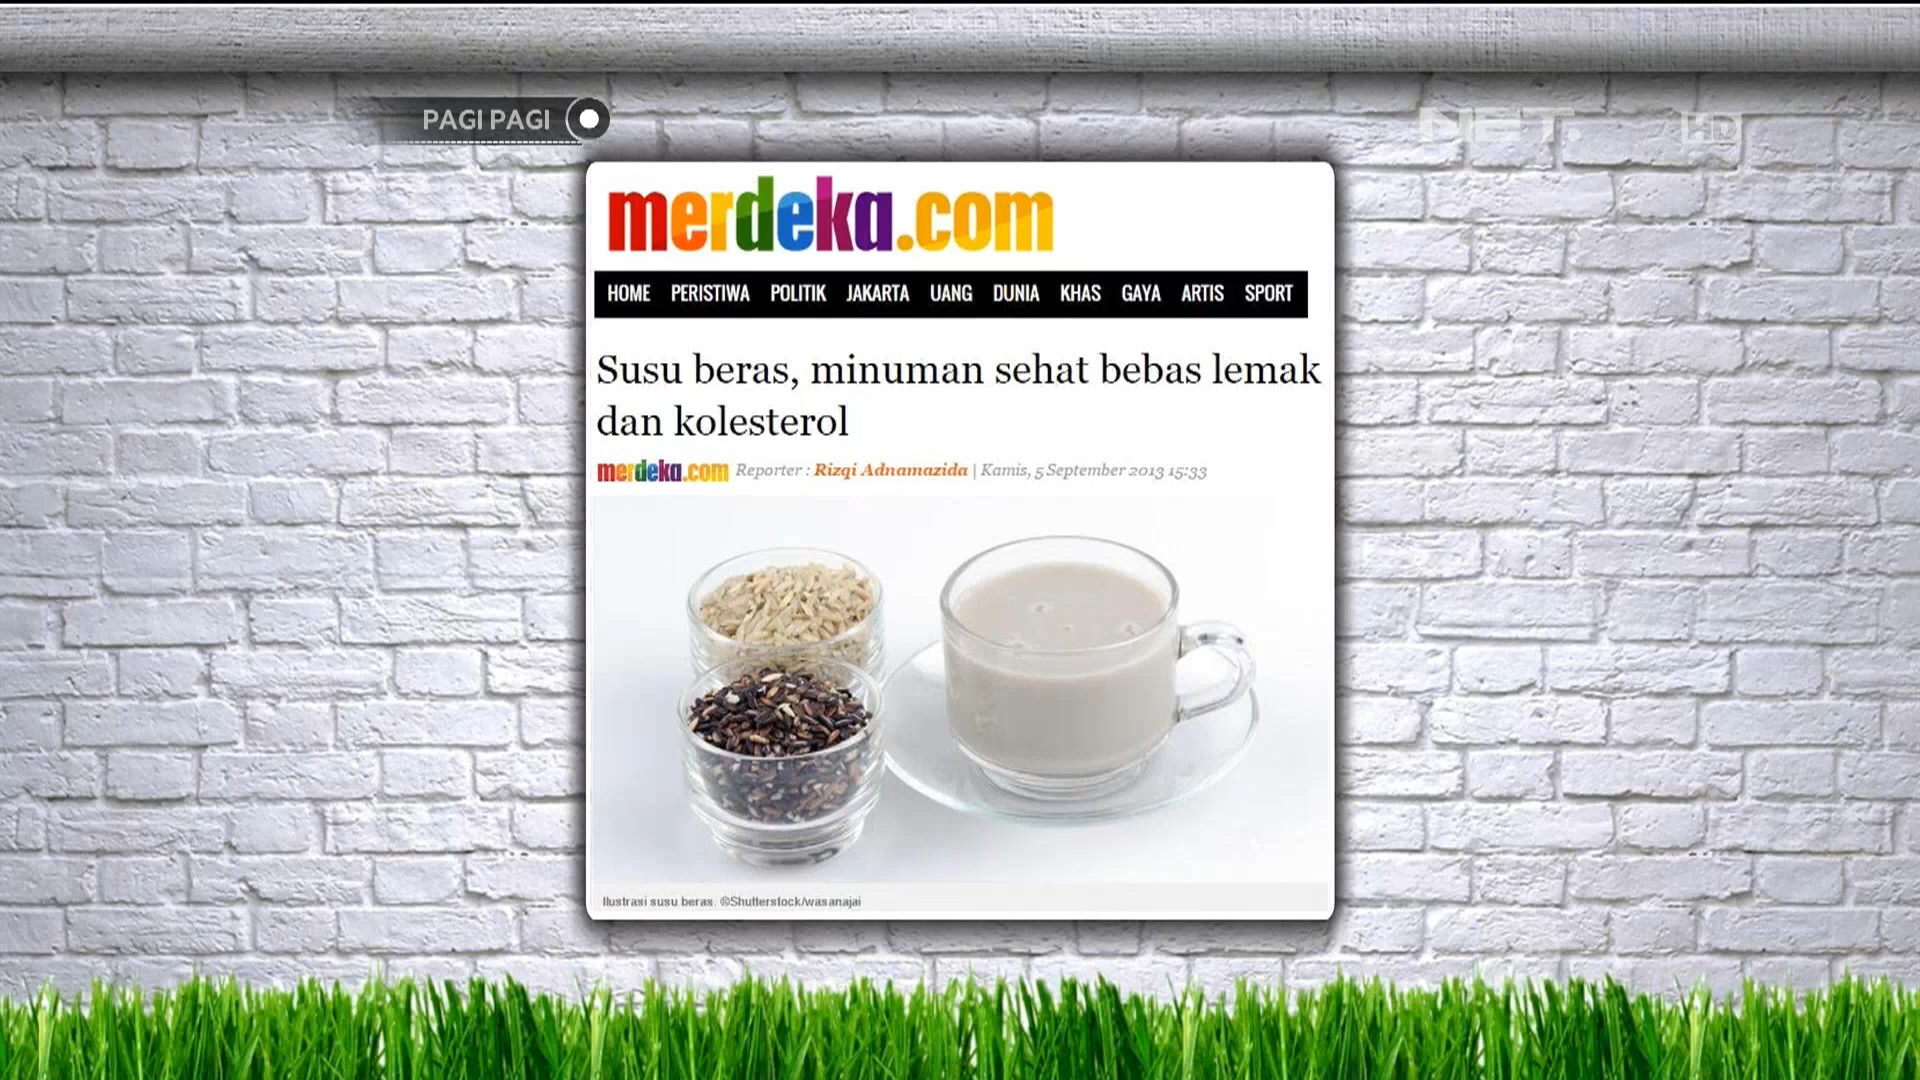 PAGI PAGI
NET.
HD
merdeka.com
HOME PERISTIWA POLITIK JAKARTA UANG DUNIA KHAS GAYA ARTIS SPORT
Susu beras, minuman sehat bebas lemak
dan kolesterol
merdeka.com Reporter : Rizqi Adnamazida | Kamis, 5 September 2013 15:33
Ilustrasi susu beras. ©Shutterstock/wasanajai